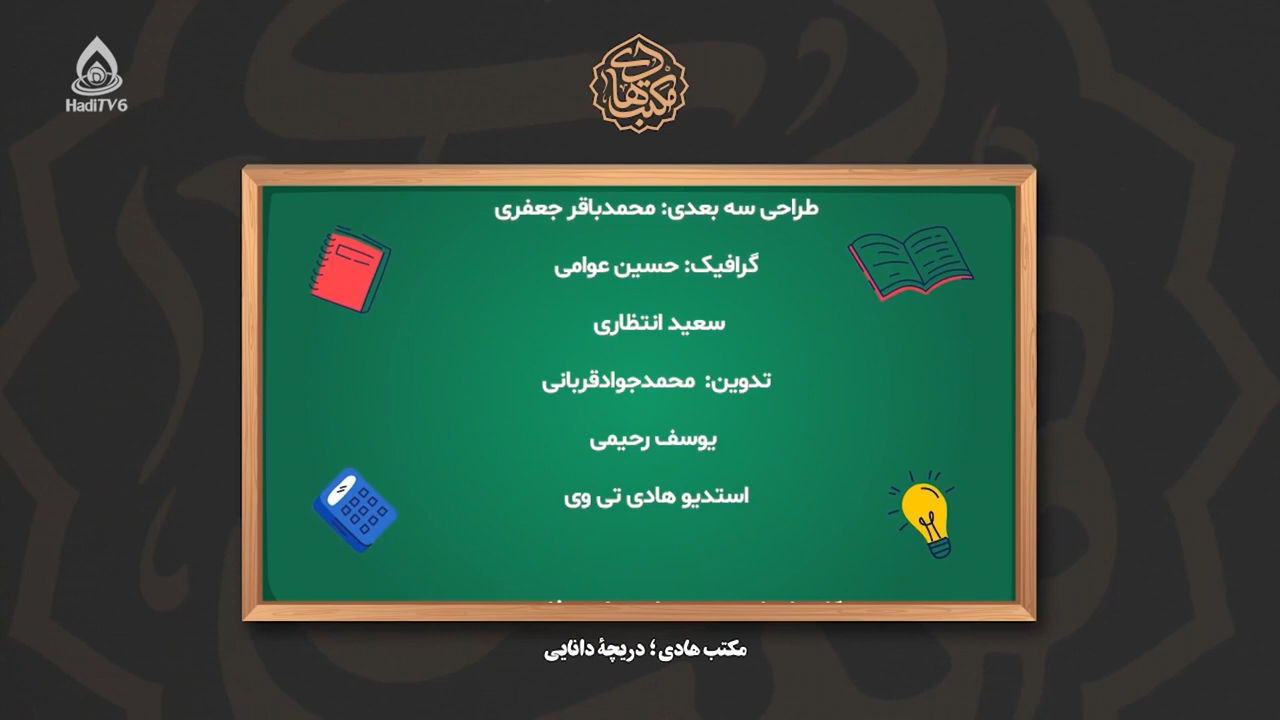 HadiTV6
مکتب هادی
طراحی سه بعدی: محمدباقر جعفری
گرافیک: حسین عوامی
سعید انتظاری
تدوین: محمدجوادقربانی
یوسف رحیمی
استدیو هادی تی وی
مکتب هادی؛ دریچهٔ دانایی